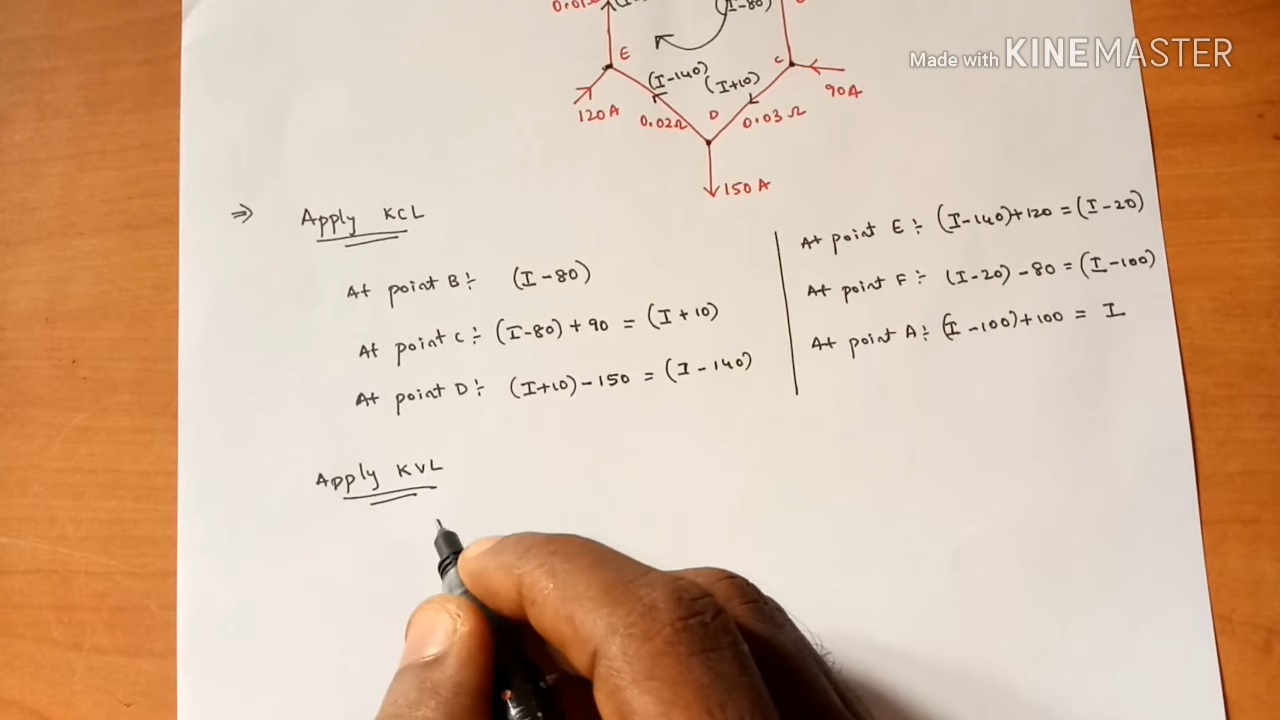 (I-80)
Made with KINEMASTER
E
C
(I-140) (I+10)
90A
120A
0.02Ω D 0.03Ω
150A
⇒ Apply KCL
At point B:- (I-80)
At point C:- (I-80)+90 = (I+10)
At point D:- (I+10)-150 = (I-140)
At point E:- (I-140)+120=(I-20)
At point F:- (I-20)-80=(I-100)
At point A:- (I-100)+100 = I
Apply KVL